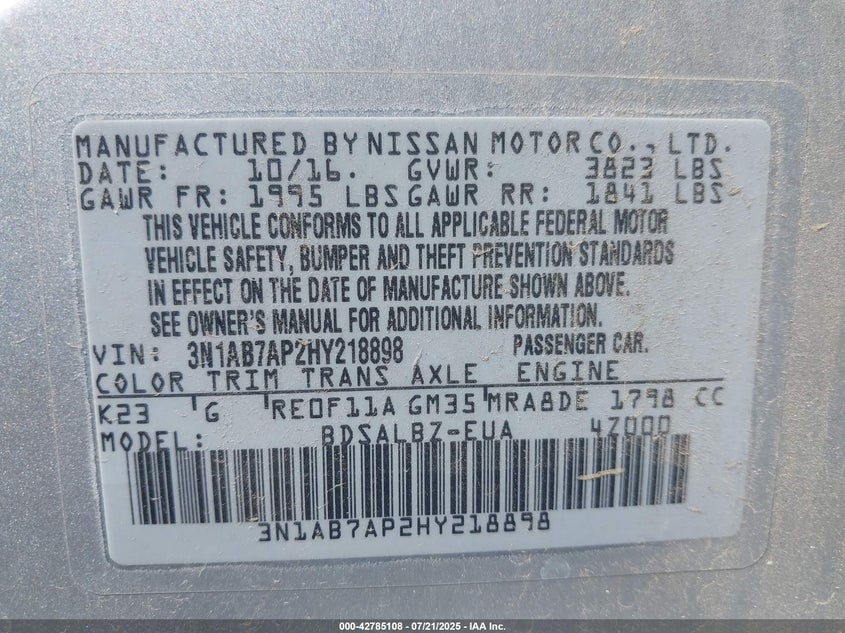 MANUFACTURED BY NISSAN MOTOR CO., LTD.
DATE: 10/16. GVWR: 3823 LBS
GAWR FR: 1995 LBS GAWR RR: 1841 LBS
THIS VEHICLE CONFORMS TO ALL APPLICABLE FEDERAL MOTOR
VEHICLE SAFETY, BUMPER AND THEFT PREVENTION STANDARDS
IN EFFECT ON THE DATE OF MANUFACTURE SHOWN ABOVE.
SEE OWNER'S MANUAL FOR ADDITIONAL INFORMATION.
VIN: 3N1AB7AP2HY218898 PASSENGER CAR.
COLOR TRIM TRANS AXLE ENGINE
K23 G RE0F11A GM35 MRA8DE 1798 CC
MODEL: BDSALBZ-EUA 4Z000
3N1AB7AP2HY218898
000-42785108 - 07/21/2025 - IAA Inc.